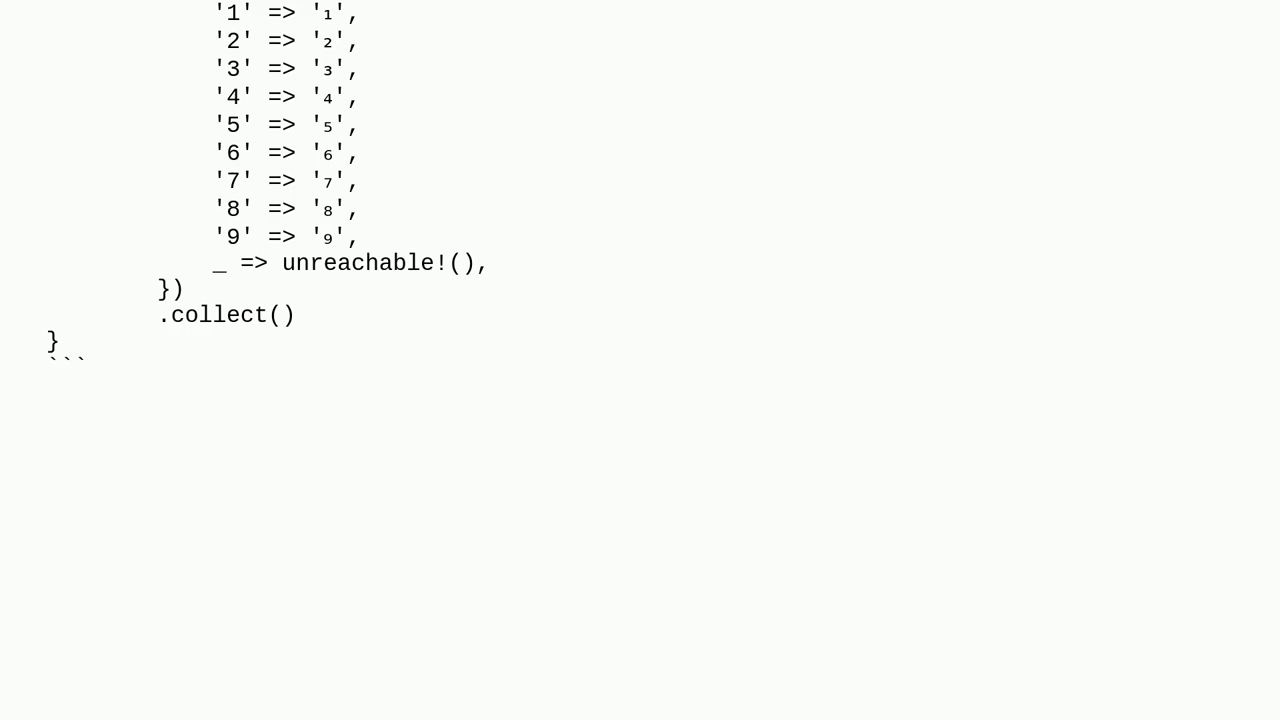 '1' => '₁',
            '2' => '₂',
            '3' => '₃',
            '4' => '₄',
            '5' => '₅',
            '6' => '₆',
            '7' => '₇',
            '8' => '₈',
            '9' => '₉',
            _ => unreachable!(),
        })
        .collect()
}
```